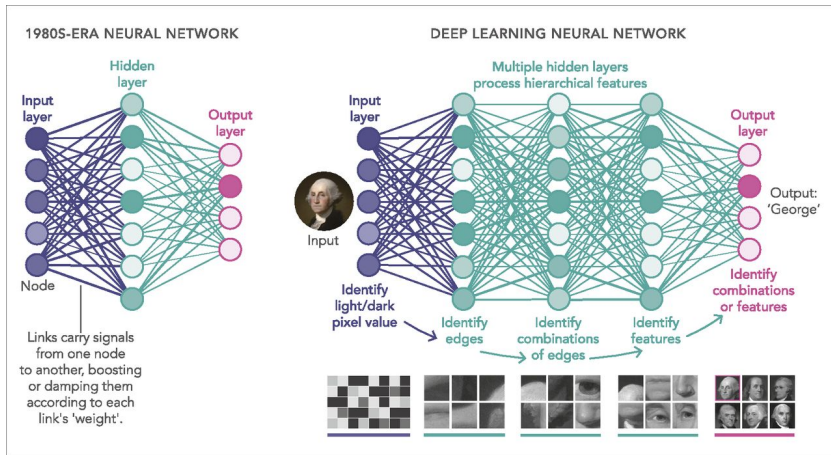 1980S-ERA NEURAL NETWORK
Hidden
layer
Input
layer
Output
layer
Node
Links carry signals
from one node
to another, boosting
or damping them
according to each
link's 'weight'.
DEEP LEARNING NEURAL NETWORK
Multiple hidden layers
process hierarchical features
Input
layer
Output
layer
Input
Output:
'George'
Identify
light/dark
pixel value
Identify
edges
Identify
combinations
of edges
Identify
features
Identify
combinations
or features